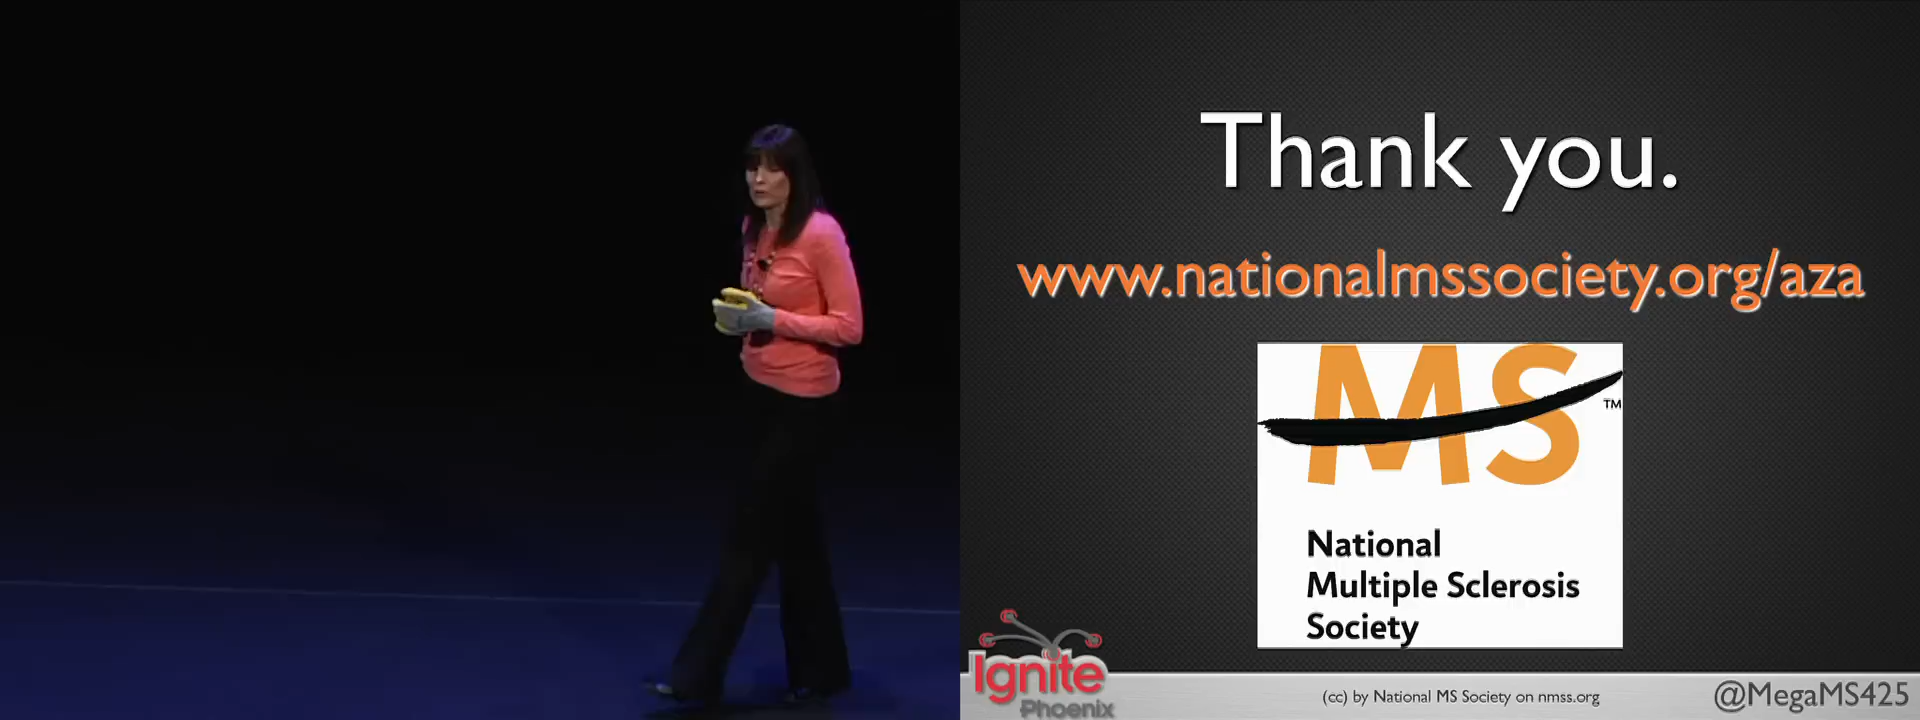 Thank you.
www.nationalmssociety.org/aza
MS
TM
National
Multiple Sclerosis
Society
Ignite
Phoenix
(cc) by National MS Society on nmss.org
@MegaMS425